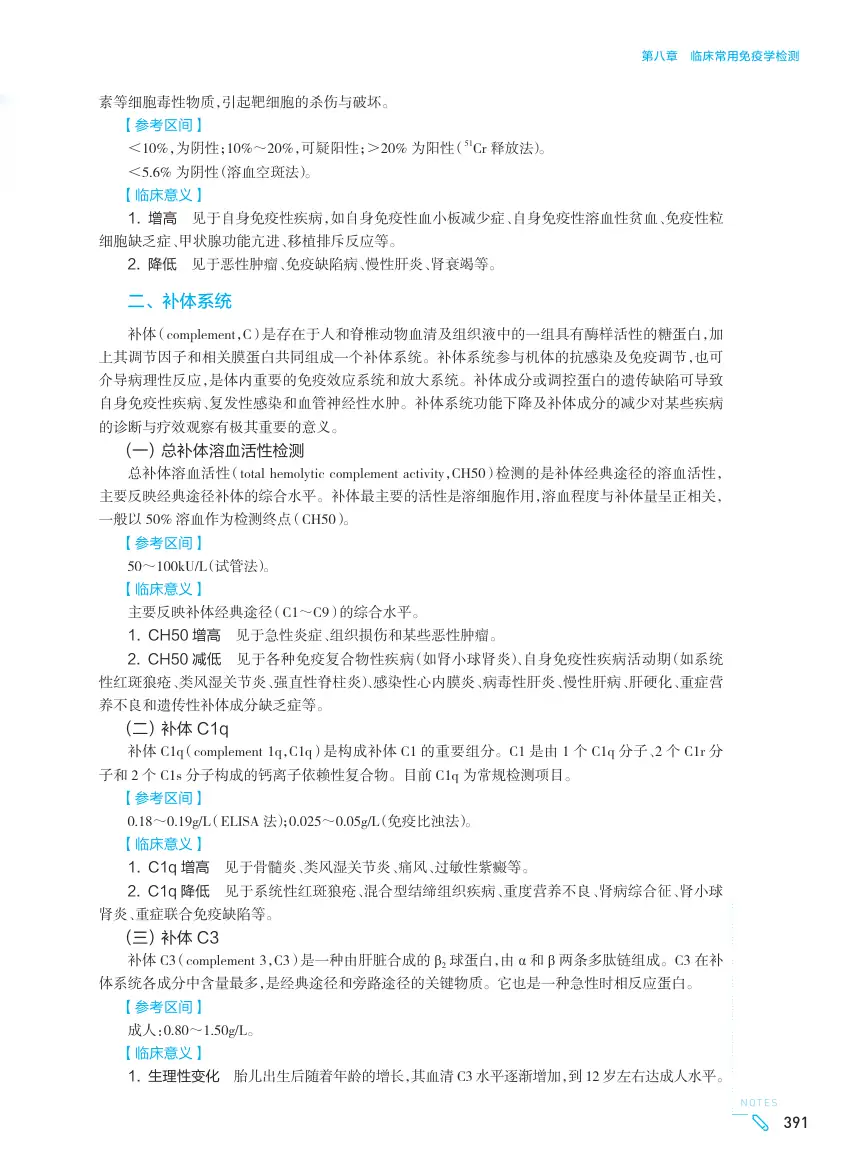 第八章 临床常用免疫学检测
素等细胞毒性物质，引起靶细胞的杀伤与破坏。
【参考区间】
＜10%，为阴性；10%～20%，可疑阳性；＞20% 为阳性（⁵¹Cr 释放法）。
＜5.6% 为阴性（溶血空斑法）。
【临床意义】
1. 增高 见于自身免疫性疾病，如自身免疫性血小板减少症、自身免疫性溶血性贫血、免疫性粒
细胞缺乏症、甲状腺功能亢进、移植排斥反应等。
2. 降低 见于恶性肿瘤、免疫缺陷病、慢性肝炎、肾衰竭等。
二、补体系统
补体（complement，C）是存在于人和脊椎动物血清及组织液中的一组具有酶样活性的糖蛋白，加
上其调节因子和相关膜蛋白共同组成一个补体系统。补体系统参与机体的抗感染及免疫调节，也可
介导病理性反应，是体内重要的免疫效应系统和放大系统。补体成分或调控蛋白的遗传缺陷可导致
自身免疫性疾病、复发性感染和血管神经性水肿。补体系统功能下降及补体成分的减少对某些疾病
的诊断与疗效观察有极其重要的意义。
（一）总补体溶血活性检测
总补体溶血活性（total hemolytic complement activity，CH50）检测的是补体经典途径的溶血活性，
主要反映经典途径补体的综合水平。补体最主要的活性是溶细胞作用，溶血程度与补体量呈正相关，
一般以 50% 溶血作为检测终点（CH50）。
【参考区间】
50～100kU/L（试管法）。
【临床意义】
主要反映补体经典途径（C1～C9）的综合水平。
1. CH50 增高 见于急性炎症、组织损伤和某些恶性肿瘤。
2. CH50 减低 见于各种免疫复合物性疾病（如肾小球肾炎）、自身免疫性疾病活动期（如系统
性红斑狼疮、类风湿关节炎、强直性脊柱炎）、感染性心内膜炎、病毒性肝炎、慢性肝病、肝硬化、重症营
养不良和遗传性补体成分缺乏症等。
（二）补体 C1q
补体 C1q（complement 1q，C1q）是构成补体 C1 的重要组分。C1 是由 1 个 C1q 分子、2 个 C1r 分
子和 2 个 C1s 分子构成的钙离子依赖性复合物。目前 C1q 为常规检测项目。
【参考区间】
0.18～0.19g/L（ELISA 法）；0.025～0.05g/L（免疫比浊法）。
【临床意义】
1. C1q 增高 见于骨髓炎、类风湿关节炎、痛风、过敏性紫癜等。
2. C1q 降低 见于系统性红斑狼疮、混合型结缔组织疾病、重度营养不良、肾病综合征、肾小球
肾炎、重症联合免疫缺陷等。
（三）补体 C3
补体 C3（complement 3，C3）是一种由肝脏合成的 β₂ 球蛋白，由 α 和 β 两条多肽链组成。C3 在补
体系统各成分中含量最多，是经典途径和旁路途径的关键物质。它也是一种急性时相反应蛋白。
【参考区间】
成人：0.80～1.50g/L。
【临床意义】
1. 生理性变化 胎儿出生后随着年龄的增长，其血清 C3 水平逐渐增加，到 12 岁左右达成人水平。
NOTES
391